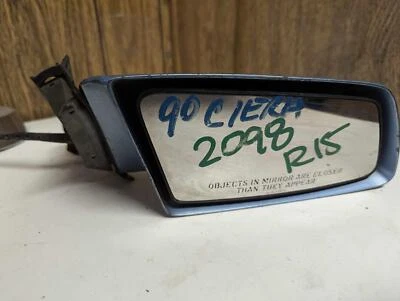 90 CIERA
2098
R15
OBJECTS IN MIRROR ARE CLOSER
THAN THEY APPEAR